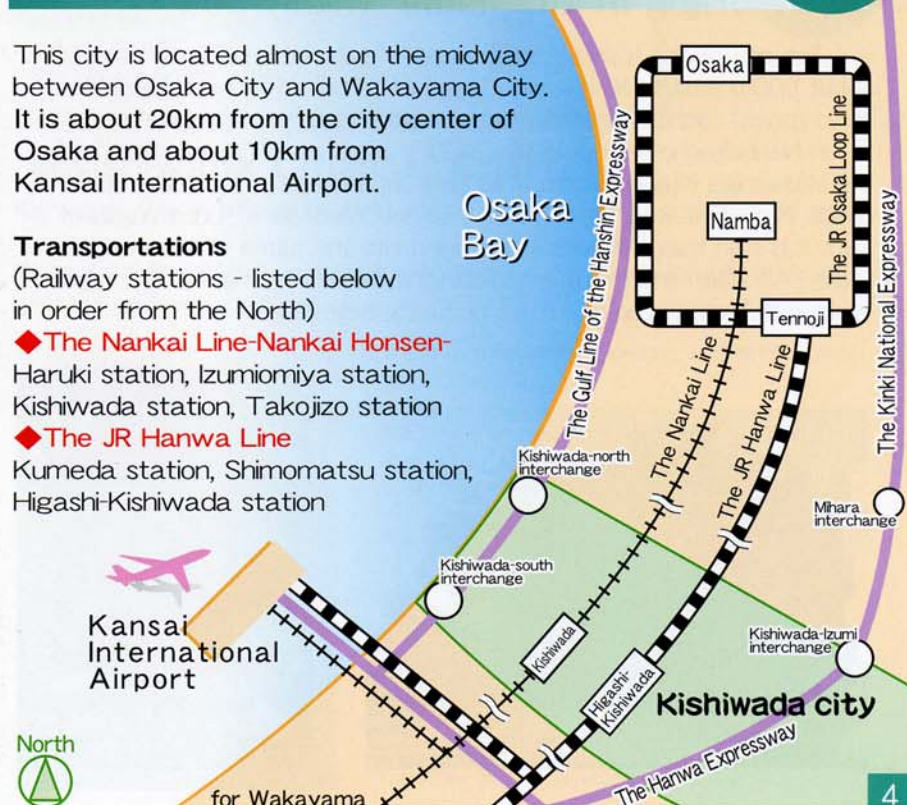 This city is located almost on the midway
between Osaka City and Wakayama City.
It is about 20km from the city center of
Osaka and about 10km from
Kansai International Airport.
Transportations
(Railway stations - listed below
in order from the North)
◆The Nankai Line-Nankai Honsen-
Haruki station, Izumiomiya station,
Kishiwada station, Takojizo station
◆The JR Hanwa Line
Kumeda station, Shimomatsu station,
Higashi-Kishiwada station
Osaka
Bay
Osaka
Namba
Tennoji
The JR Osaka Loop Line
The Gulf Line of the Hanshin Expressway
The Kinki National Expressway
The Nankai Line
The JR Hanwa Line
Kishiwada-north
interchange
Mihara
interchange
Kishiwada-south
interchange
Kishiwada-Izumi
interchange
Kishiwada
Higashi-
Kishiwada
Kishiwada city
The Hanwa Expressway
Kansai
International
Airport
North
for Wakayama
4